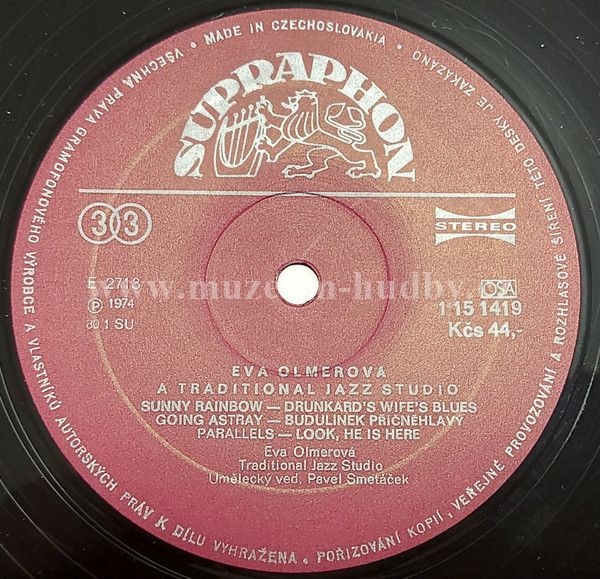 MADE IN CZECHOSLOVAKIA • VŠECHNA PRÁVA GRAMOFONOVÉHO VÝROBCE A VLASTNÍKŮ AUTORSKÝCH PRÁV K DÍLU VYHRAŽENA. POŘIZOVÁNÍ KOPIÍ, VEŘEJNÉ PROVOZOVÁNÍ A ROZHLASOVÉ ŠÍŘENÍ TÉTO DESKY JE ZAKÁZÁNO •
SUPRAPHON
33
STEREO
E 2713
www.muzeum-hudby.
OSA
℗ 1974
1 15 1419
80 1 SU
Kčs 44,-
EVA OLMEROVÁ
A TRADITIONAL JAZZ STUDIO
SUNNY RAINBOW — DRUNKARD'S WIFE'S BLUES
GOING ASTRAY — BUDULÍNEK PŘIČNĚHLAVÝ
PARALLELS — LOOK, HE IS HERE
Eva Olmerová
Traditional Jazz Studio
Umělecký ved. Pavel Smetáček